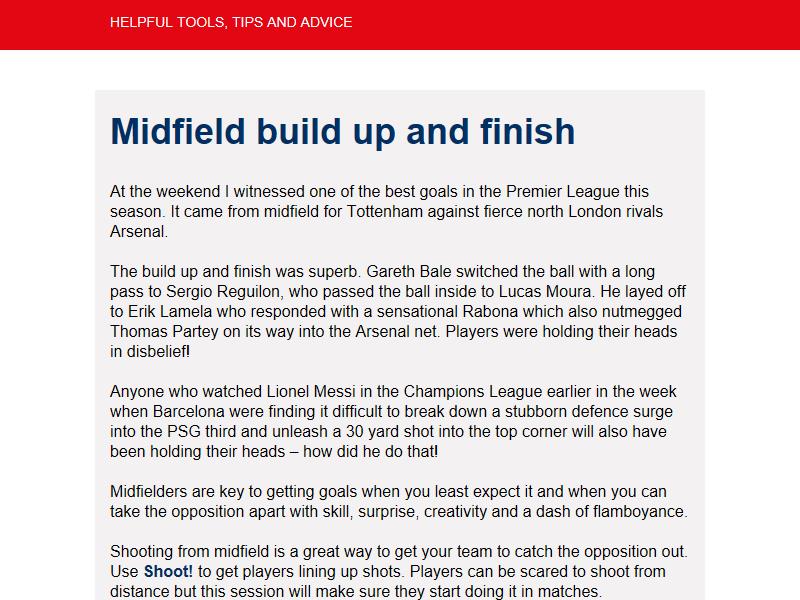 HELPFUL TOOLS, TIPS AND ADVICE
Midfield build up and finish
At the weekend I witnessed one of the best goals in the Premier League this
season. It came from midfield for Tottenham against fierce north London rivals
Arsenal.
The build up and finish was superb. Gareth Bale switched the ball with a long
pass to Sergio Reguilon, who passed the ball inside to Lucas Moura. He layed off
to Erik Lamela who responded with a sensational Rabona which also nutmegged
Thomas Partey on its way into the Arsenal net. Players were holding their heads
in disbelief!
Anyone who watched Lionel Messi in the Champions League earlier in the week
when Barcelona were finding it difficult to break down a stubborn defence surge
into the PSG third and unleash a 30 yard shot into the top corner will also have
been holding their heads – how did he do that!
Midfielders are key to getting goals when you least expect it and when you can
take the opposition apart with skill, surprise, creativity and a dash of flamboyance.
Shooting from midfield is a great way to get your team to catch the opposition out.
Use Shoot! to get players lining up shots. Players can be scared to shoot from
distance but this session will make sure they start doing it in matches.